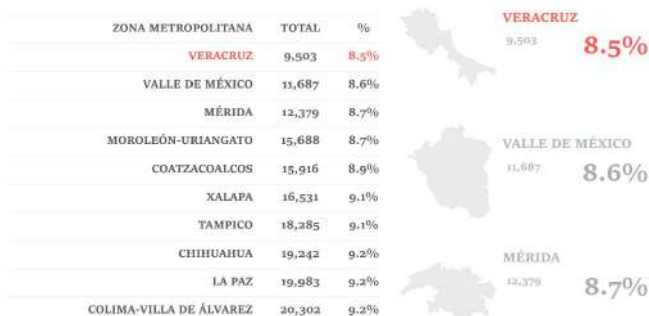 ZONA METROPOLITANA TOTAL %
VERACRUZ 9,503 8.5%
VALLE DE MÉXICO 11,687 8.6%
MÉRIDA 12,379 8.7%
MOROLEÓN-URIANGATO 15,688 8.7%
COATZACOALCOS 15,916 8.9%
XALAPA 16,531 9.1%
TAMPICO 18,285 9.1%
CHIHUAHUA 19,242 9.2%
LA PAZ 19,983 9.2%
COLIMA-VILLA DE ÁLVAREZ 20,302 9.2%
VERACRUZ
9,503 8.5%
VALLE DE MÉXICO
11,687 8.6%
MÉRIDA
12,379 8.7%